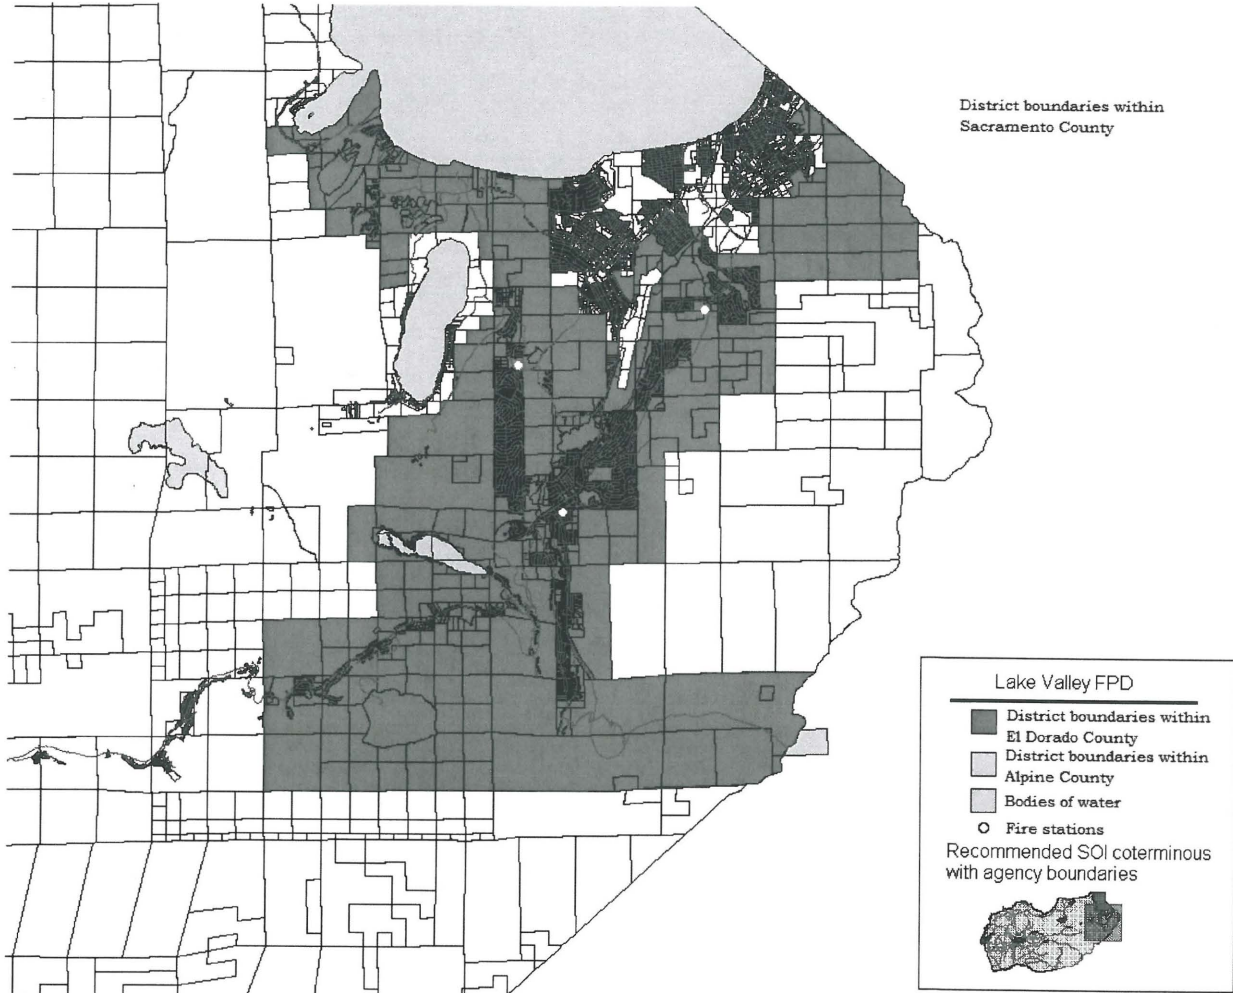 District boundaries within
Sacramento County
Lake Valley FPD
District boundaries within
El Dorado County
District boundaries within
Alpine County
Bodies of water
Fire stations
Recommended SOI coterminous
with agency boundaries